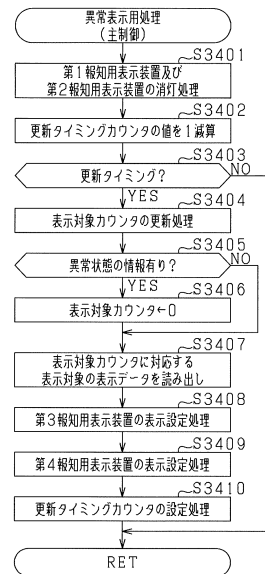 異常表示用処理
(主制御)
S3401
第1報知用表示装置及び
第2報知用表示装置の消灯処理
S3402
更新タイミングカウンタの値を1減算
S3403
更新タイミング?
NO
YES
S3404
表示対象カウンタの更新処理
S3405
異常状態の情報有り?
NO
YES
S3406
表示対象カウンタ←0
S3407
表示対象カウンタに対応する
表示対象の表示データを読み出し
S3408
第3報知用表示装置の表示設定処理
S3409
第4報知用表示装置の表示設定処理
S3410
更新タイミングカウンタの設定処理
RET